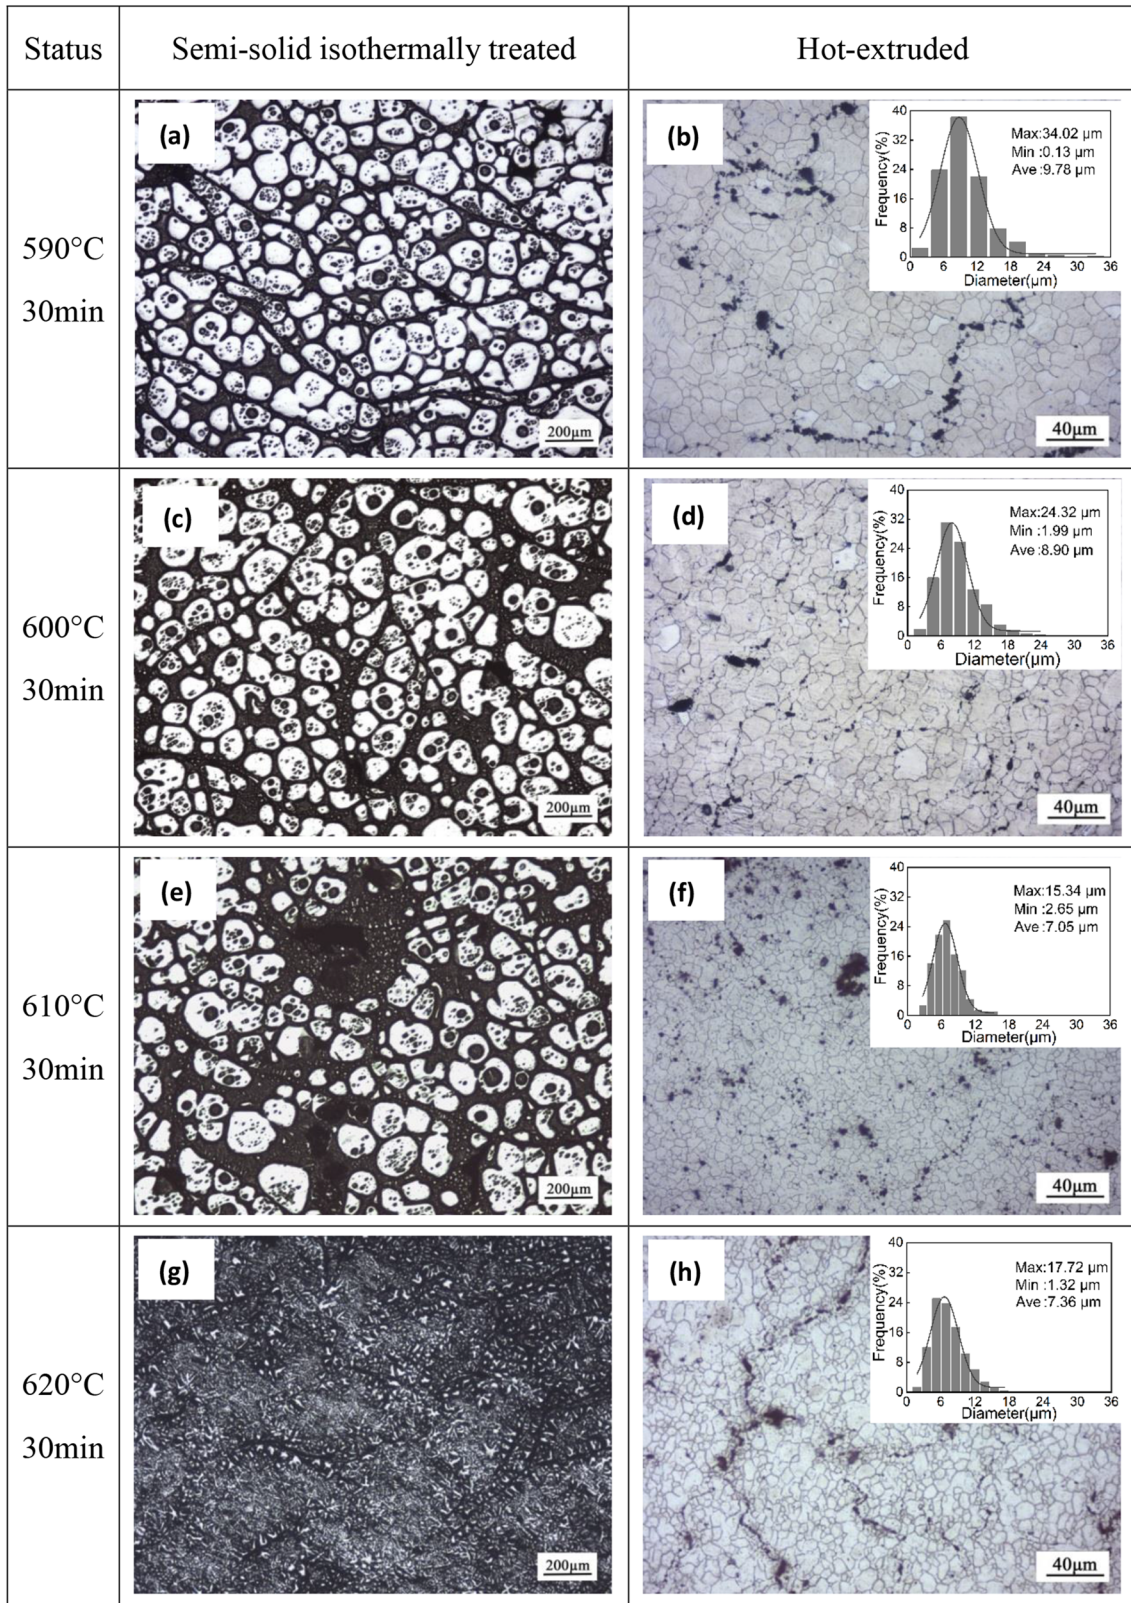 Status
Semi-solid isothermally treated
Hot-extruded
590°C
30min
(a)
200μm
(b)
40μm
Frequency(%)
40
32
24
16
8
0
0 6 12 18 24 30 36
Diameter(μm)
Max:34.02 μm
Min :0.13 μm
Ave :9.78 μm
600°C
30min
(c)
200μm
(d)
40μm
Frequency(%)
40
32
24
16
8
0
0 6 12 18 24 30 36
Diameter(μm)
Max:24.32 μm
Min :1.99 μm
Ave :8.90 μm
610°C
30min
(e)
200μm
(f)
40μm
Frequency(%)
40
32
24
16
8
0
0 6 12 18 24 30 36
Diameter(μm)
Max:15.34 μm
Min :2.65 μm
Ave :7.05 μm
620°C
30min
(g)
200μm
(h)
40μm
Frequency(%)
40
32
24
16
8
0
0 6 12 18 24 30 36
Diameter(μm)
Max:17.72 μm
Min :1.32 μm
Ave :7.36 μm